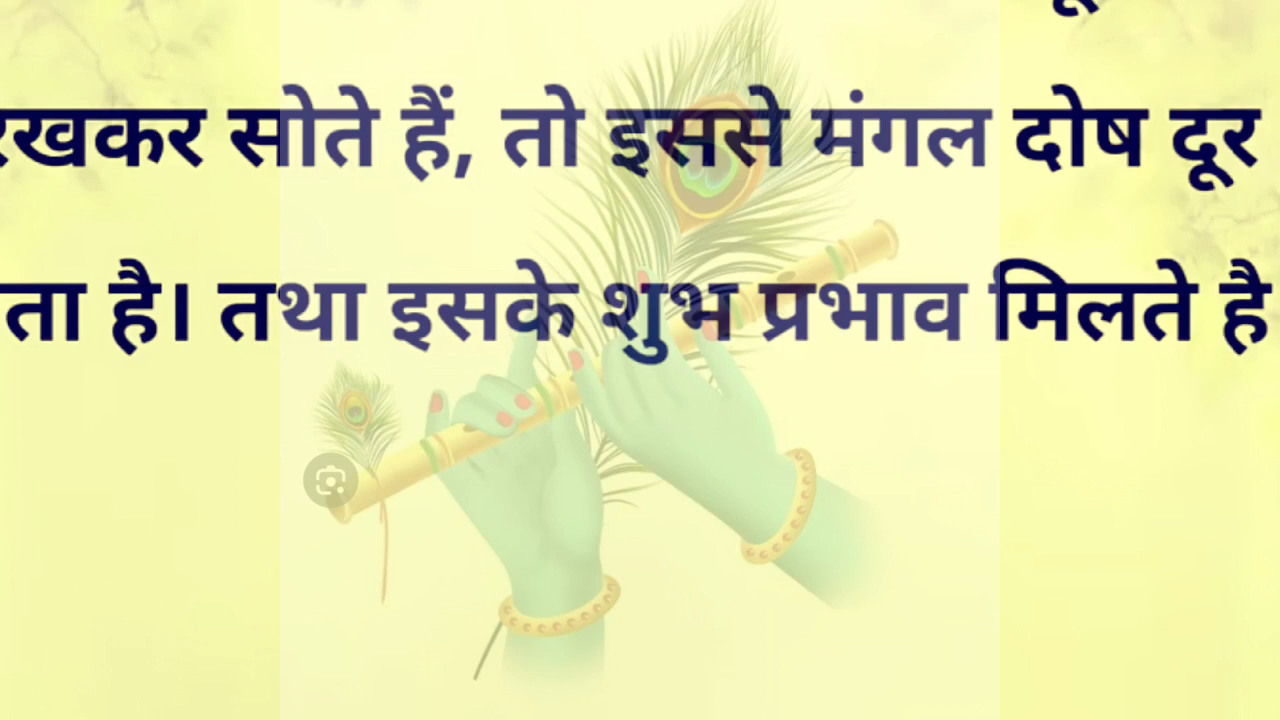 रखकर सोते हैं, तो इससे मंगल दोष दूर
ता है। तथा इसके शुभ प्रभाव मिलते है